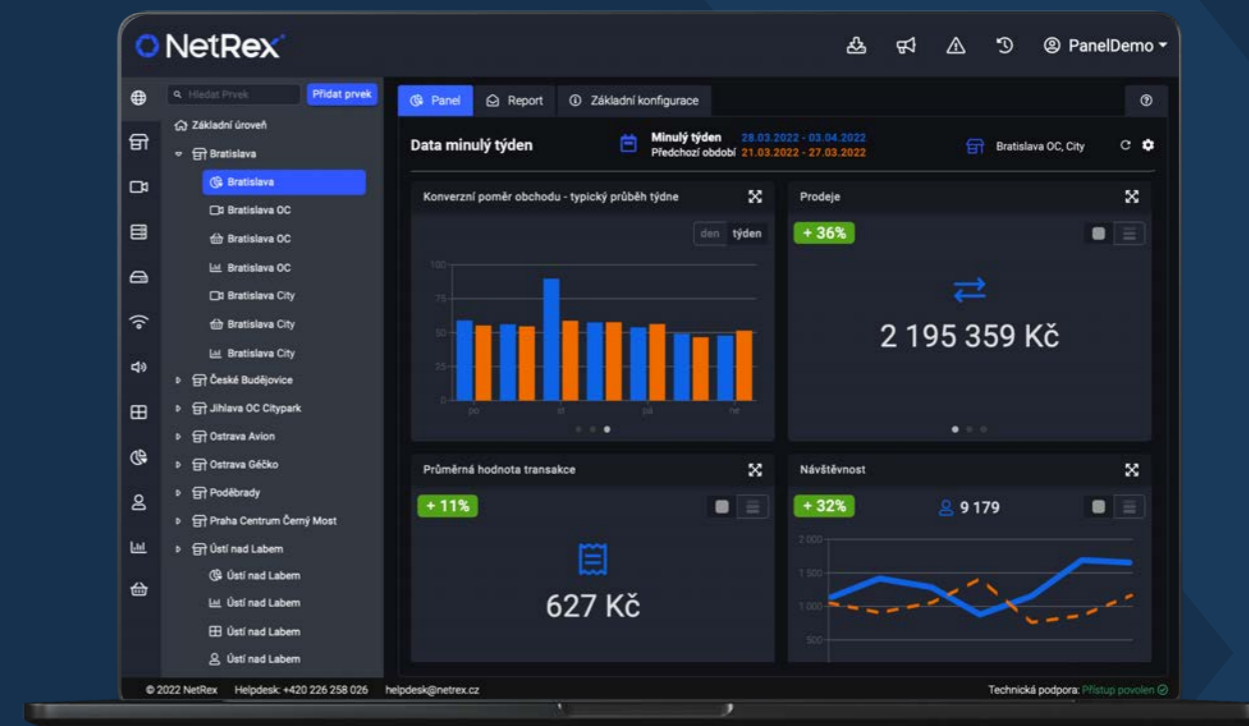 NetRex
PanelDemo
Hledat Prvek
Přidat prvek
Základní úroveň
Bratislava
Bratislava
Bratislava OC
Bratislava OC
Bratislava OC
Bratislava City
Bratislava City
Bratislava City
České Budějovice
Jihlava OC Citypark
Ostrava Avion
Ostrava Géčko
Poděbrady
Praha Centrum Černý Most
Ústí nad Labem
Ústí nad Labem
Ústí nad Labem
Ústí nad Labem
Ústí nad Labem
Panel
Report
Základní konfigurace
Data minulý týden
Minulý týden 28.03.2022 - 03.04.2022
Předchozí období 21.03.2022 - 27.03.2022
Bratislava OC, City
Konverzní poměr obchodu - typický průběh týdne
den týden
100
75
50
25
0
po st pá ne
Prodeje
+ 36%
2 195 359 Kč
Průměrná hodnota transakce
+ 11%
627 Kč
Návštěvnost
+ 32%
9 179
2 000
1 500
1 000
500
© 2022 NetRex Helpdesk: +420 226 258 026 helpdesk@netrex.cz
Technická podpora: Přístup povolen